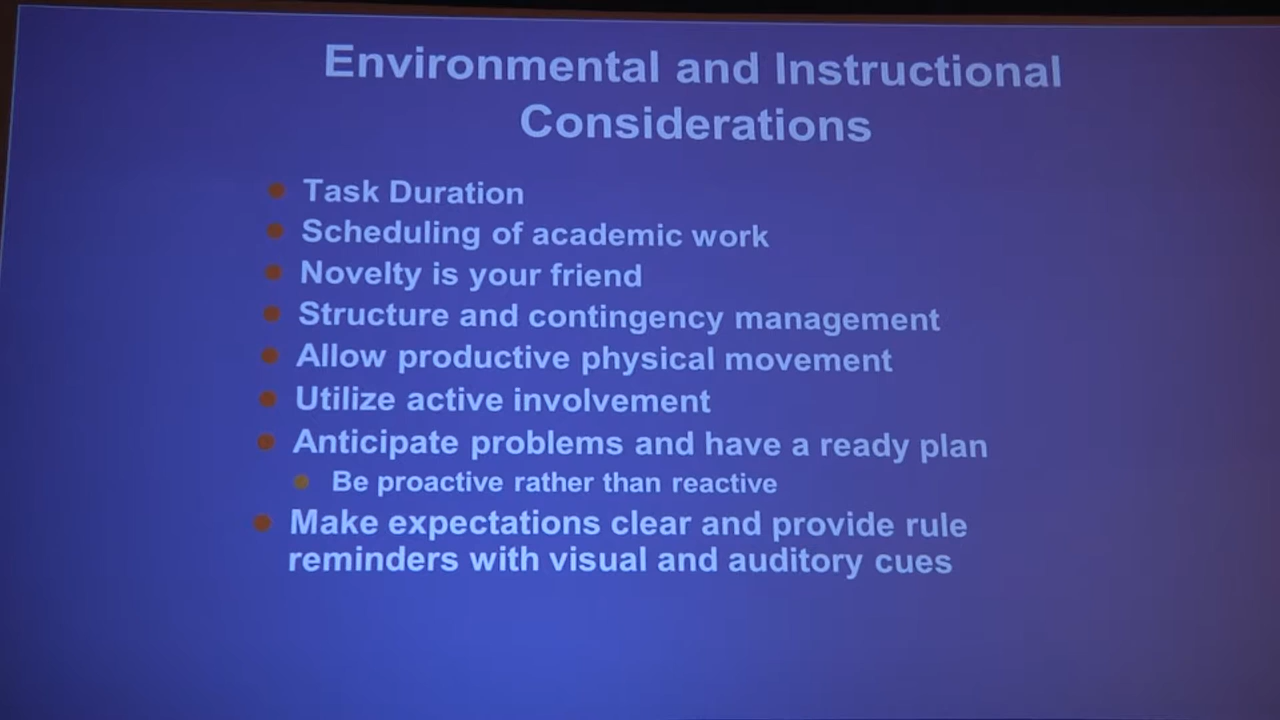 Environmental and Instructional
Considerations
Task Duration
Scheduling of academic work
Novelty is your friend
Structure and contingency management
Allow productive physical movement
Utilize active involvement
Anticipate problems and have a ready plan
Be proactive rather than reactive
Make expectations clear and provide rule
reminders with visual and auditory cues